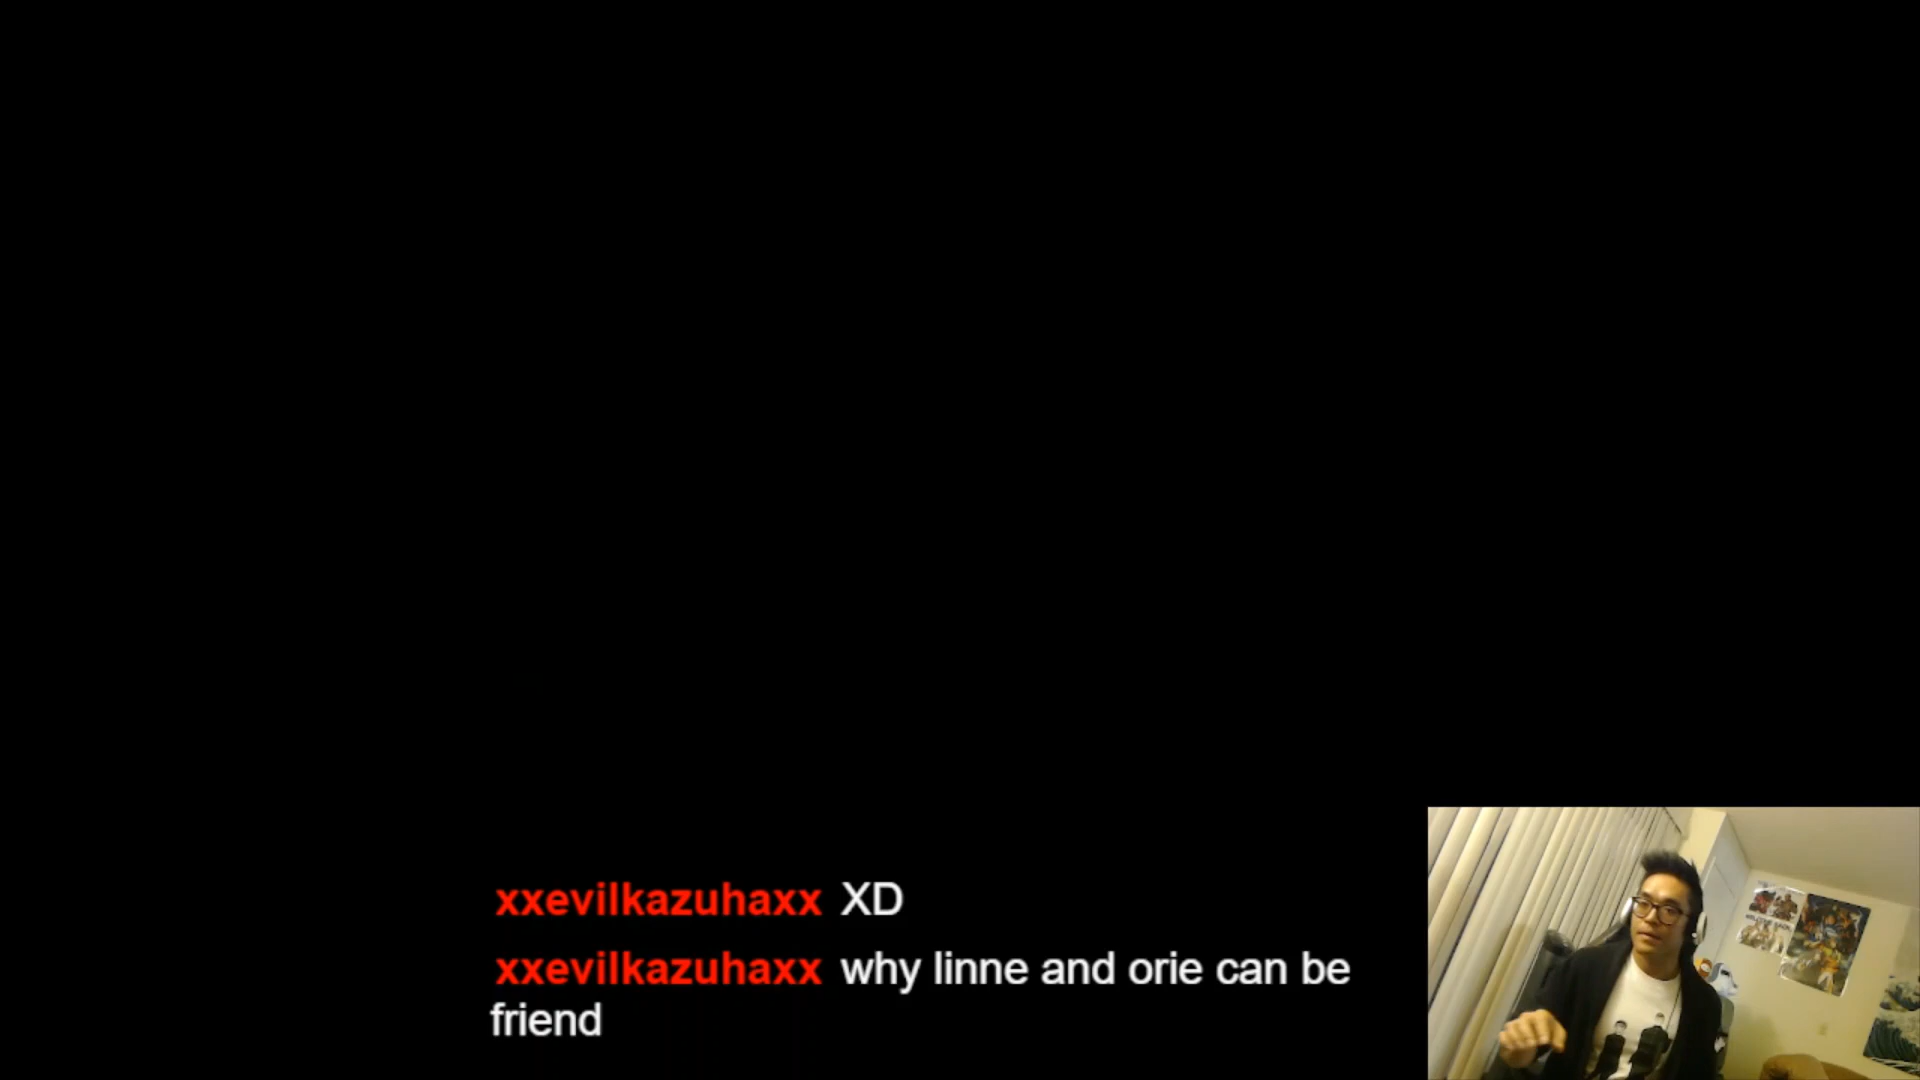 xxevilkazuhaxx XD
xxevilkazuhaxx why linne and orie can be
friend